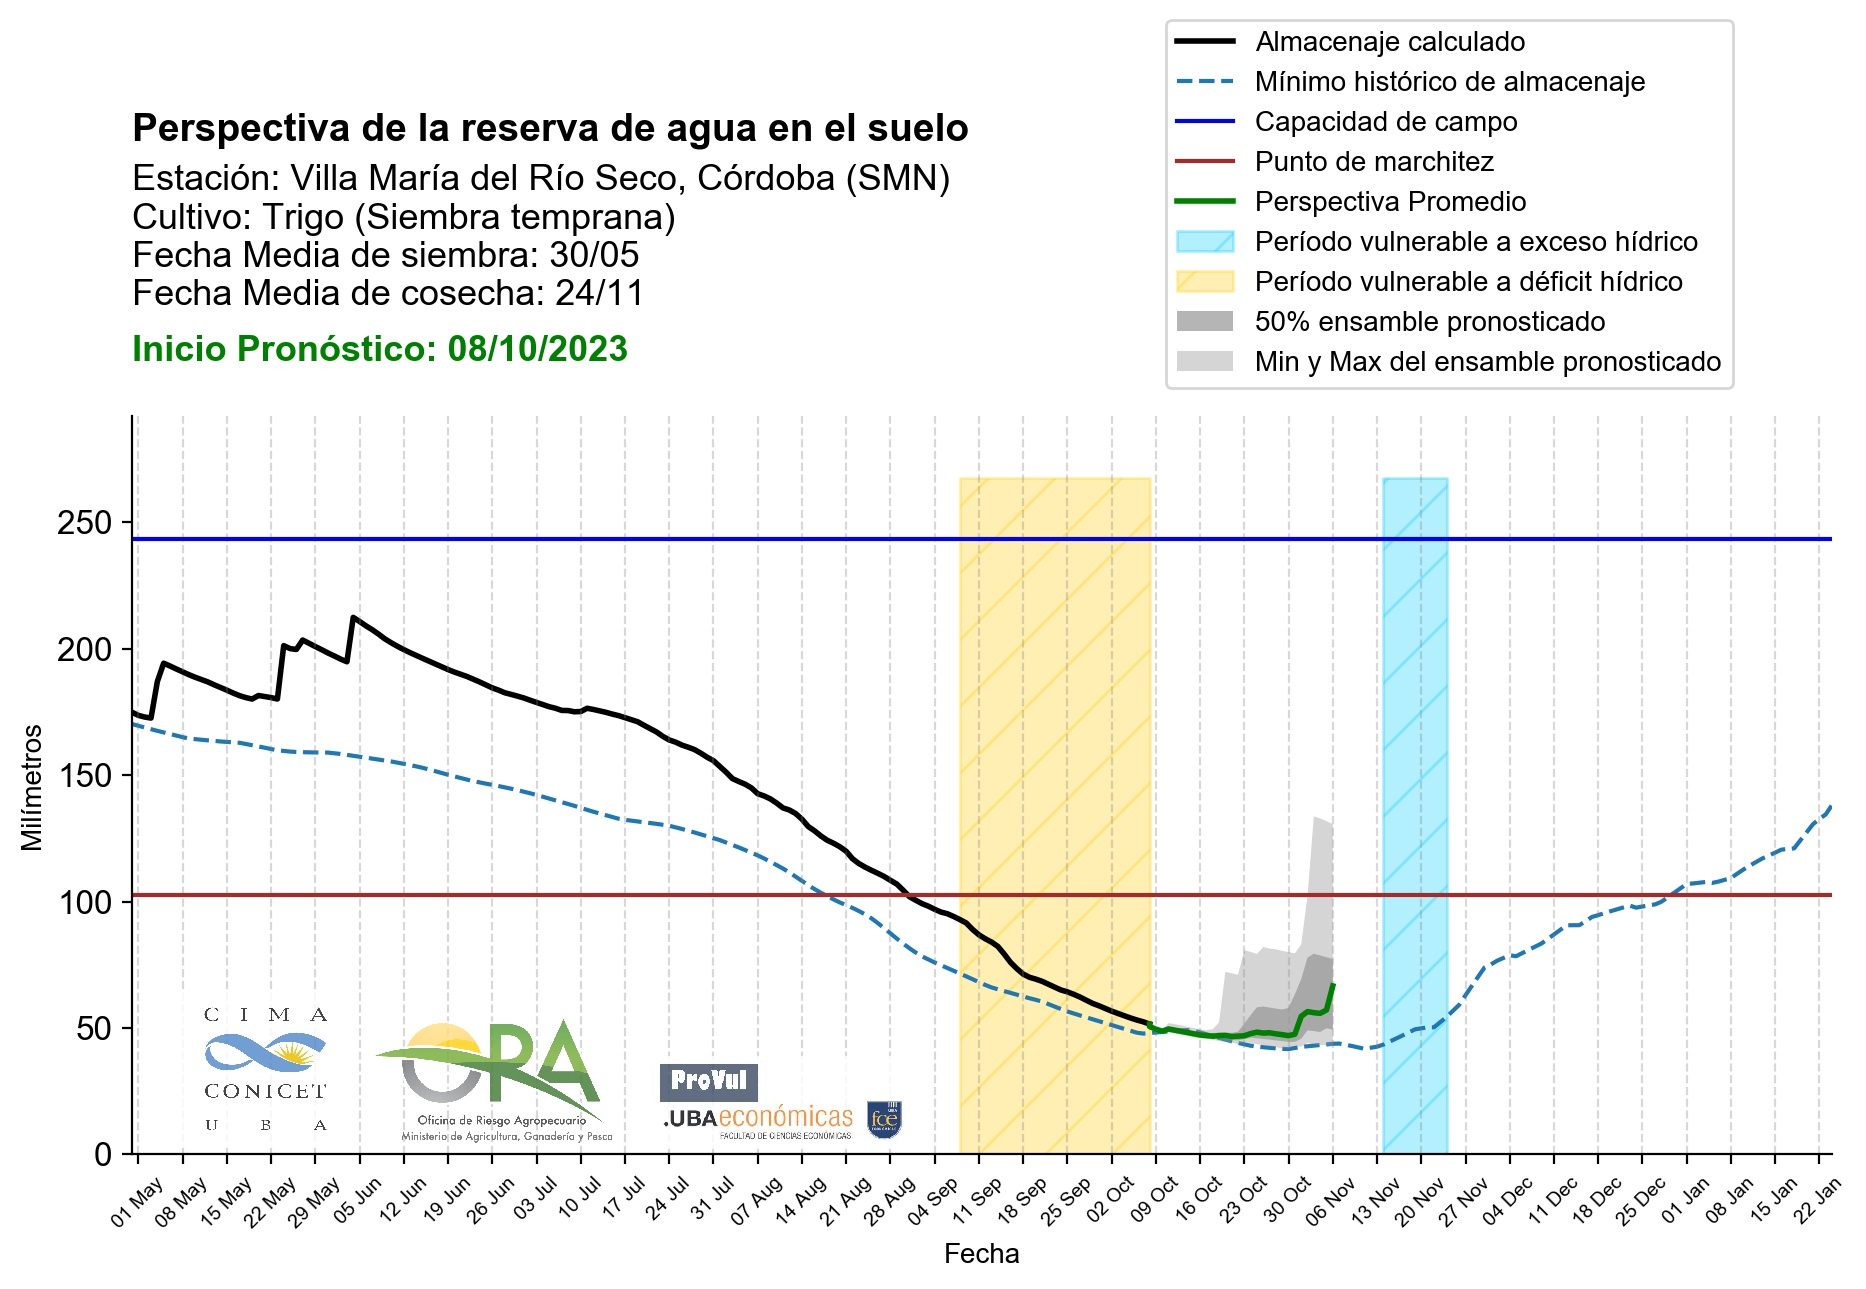 Almacenaje calculado
Mínimo histórico de almacenaje
Capacidad de campo
Punto de marchitez
Perspectiva Promedio
Período vulnerable a exceso hídrico
Período vulnerable a déficit hídrico
50% ensamble pronosticado
Min y Max del ensamble pronosticado
Perspectiva de la reserva de agua en el suelo
Estación: Villa María del Río Seco, Córdoba (SMN)
Cultivo: Trigo (Siembra temprana)
Fecha Media de siembra: 30/05
Fecha Media de cosecha: 24/11
Inicio Pronóstico: 08/10/2023
Milímetros
250
200
150
100
50
0
CIMA
CONICET
UBA
ORA
Oficina de Riesgo Agropecuario
Ministerio de Agricultura, Ganadería y Pesca
ProVul
.UBAeconómicas
FACULTAD DE CIENCIAS ECONÓMICAS
fce
01 May
08 May
15 May
22 May
29 May
05 Jun
12 Jun
19 Jun
26 Jun
03 Jul
10 Jul
17 Jul
24 Jul
31 Jul
07 Aug
14 Aug
21 Aug
28 Aug
04 Sep
11 Sep
18 Sep
25 Sep
02 Oct
09 Oct
16 Oct
23 Oct
30 Oct
06 Nov
13 Nov
20 Nov
27 Nov
04 Dec
11 Dec
18 Dec
25 Dec
01 Jan
08 Jan
15 Jan
22 Jan
Fecha